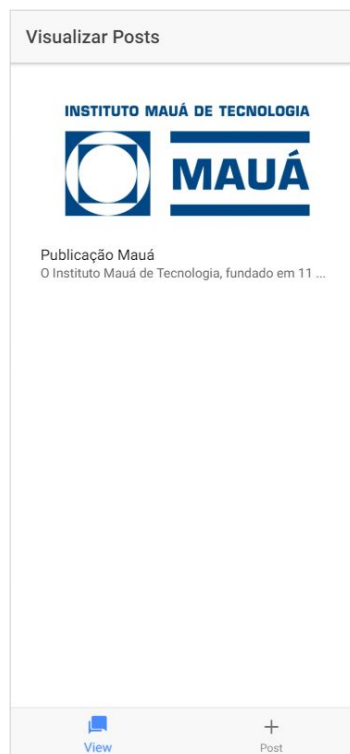 Visualizar Posts
INSTITUTO MAUÁ DE TECNOLOGIA
MAUÁ
Publicação Mauá
O Instituto Mauá de Tecnologia, fundado em 11 ...
View
Post